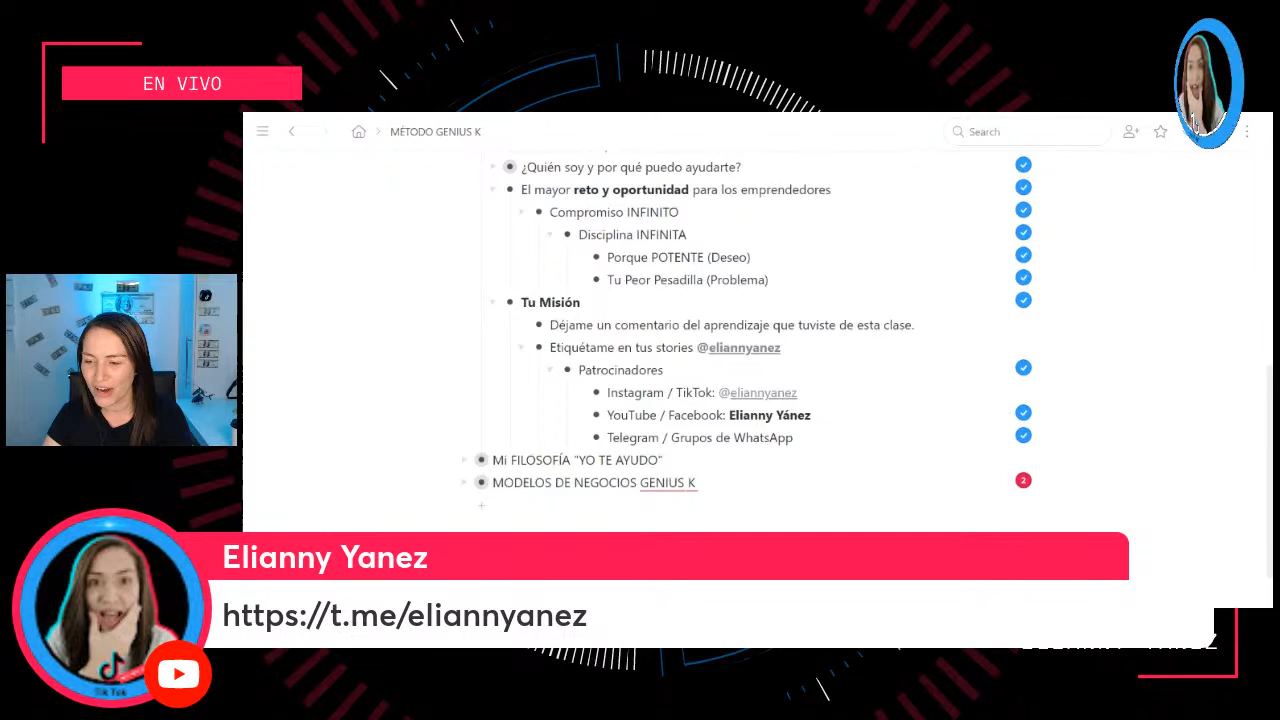 EN VIVO
MÉTODO GENIUS K
Search
¿Quién soy y por qué puedo ayudarte?
El mayor reto y oportunidad para los emprendedores
Compromiso INFINITO
Disciplina INFINITA
Porque POTENTE (Deseo)
Tu Peor Pesadilla (Problema)
Tu Misión
Déjame un comentario del aprendizaje que tuviste de esta clase.
Etiquétame en tus stories @eliannyanez
Patrocinadores
Instagram / TikTok: @eliannyanez
YouTube / Facebook: Elianny Yánez
Telegram / Grupos de WhatsApp
Mi FILOSOFÍA "YO TE AYUDO"
MODELOS DE NEGOCIOS GENIUS K
2
Elianny Yanez
https://t.me/eliannyanez
Tik Tok